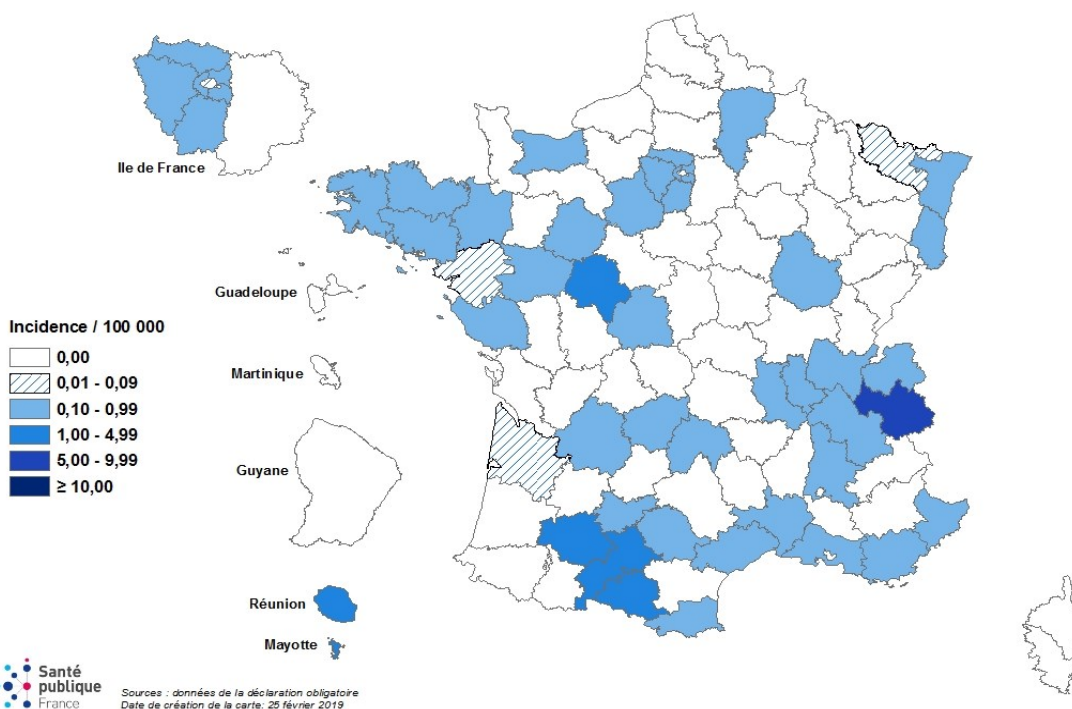 Ile de France
Guadeloupe
Incidence / 100 000
0,00
0,01 - 0,09
0,10 - 0,99
1,00 - 4,99
5,00 - 9,99
≥ 10,00
Martinique
Guyane
Réunion
Mayotte
Santé
publique
France
Sources : données de la déclaration obligatoire
Date de création de la carte: 25 février 2019